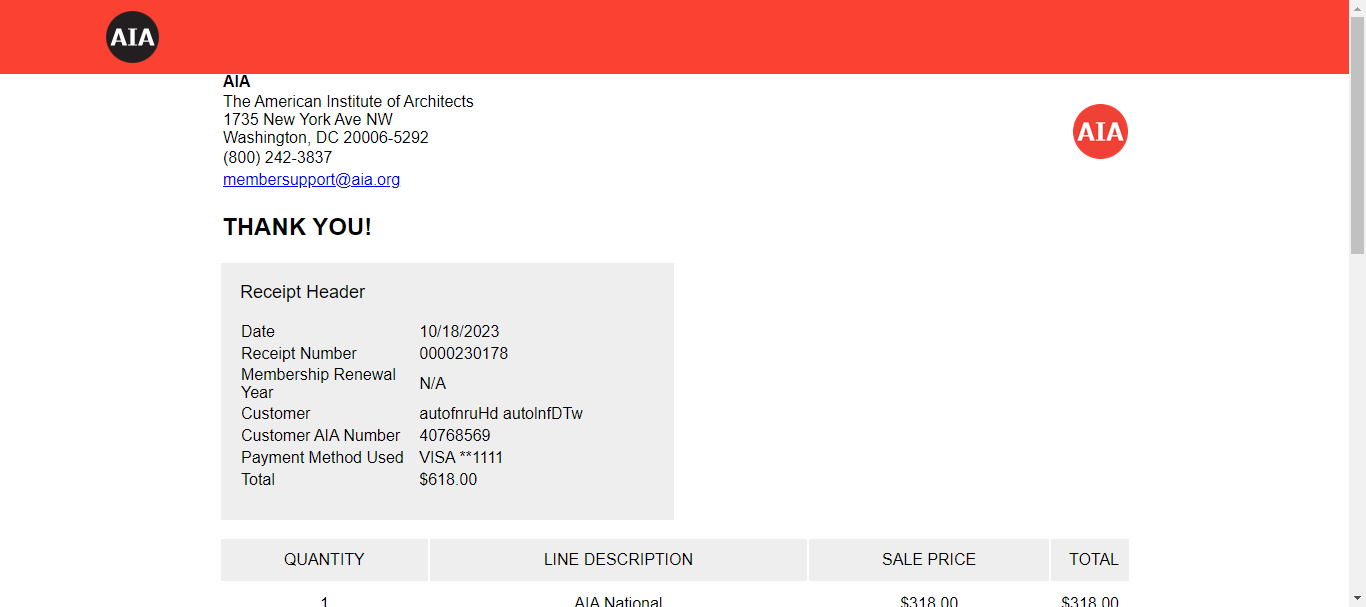 AIA
AIA
The American Institute of Architects
1735 New York Ave NW
Washington, DC 20006-5292
(800) 242-3837
membersupport@aia.org
AIA
THANK YOU!
Receipt Header
Date 10/18/2023
Receipt Number 0000230178
Membership Renewal Year N/A
Customer autofnruHd autolnfDTw
Customer AIA Number 40768569
Payment Method Used VISA **1111
Total $618.00
QUANTITY LINE DESCRIPTION SALE PRICE TOTAL
1 AIA National $318.00 $318.00